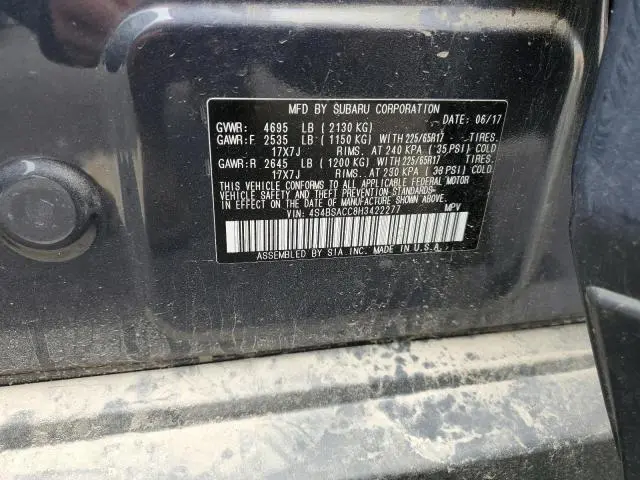 MFD BY SUBARU CORPORATION DATE: 06/17
GVWR: 4695 LB ( 2130 KG)
GAWR:F 2535 LB ( 1150 KG) WITH 225/65R17 TIRES.
17X7J RIMS. AT 240 KPA ( 35 PSI) COLD
GAWR:R 2645 LB ( 1200 KG) WITH 225/65R17 TIRES.
17X7J RIMS. AT 230 KPA ( PSI) COLD.
THIS VEHICLE CONFORMS TO ALL APPLICABLE FEDERAL MOTOR
VEHICLE SAFETY AND THEFT PREVENTION STANDARDS
IN EFFECT ON THE DATE OF MANUFACTURE SHOWN ABOVE.
VIN: 4S4BSACC8H3422277 MPV
ASSEMBLED BY SIA INC. MADE IN U.S.A.